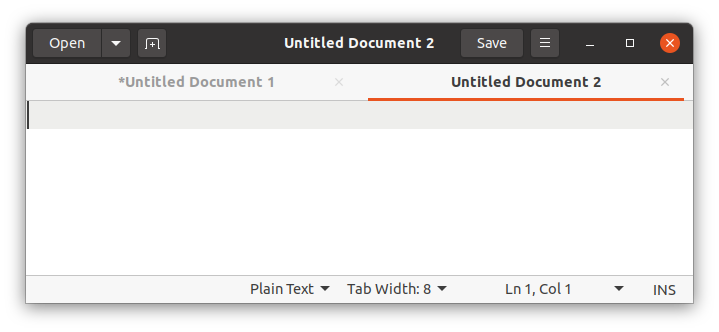 Open Untitled Document 2 Save
*Untitled Document 1 Untitled Document 2
Plain Text Tab Width: 8 Ln 1, Col 1 INS